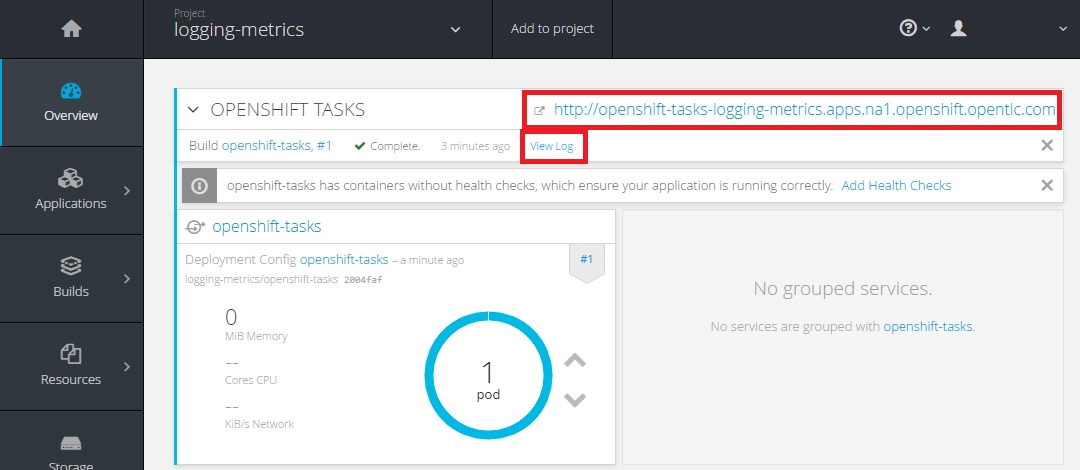 Project
logging-metrics
Add to project
Overview
Applications
Builds
Resources
Storage
OPENSHIFT TASKS
http://openshift-tasks-logging-metrics.apps.na1.openshift.opentlc.com
Build openshift-tasks, #1 Complete. 3 minutes ago View Log
openshift-tasks has containers without health checks, which ensure your application is running correctly. Add Health Checks
openshift-tasks
Deployment Config openshift-tasks – a minute ago
#1
logging-metrics/openshift-tasks 2004faf
0
MiB Memory
--
Cores CPU
--
KiB/s Network
1
pod
No grouped services.
No services are grouped with openshift-tasks.